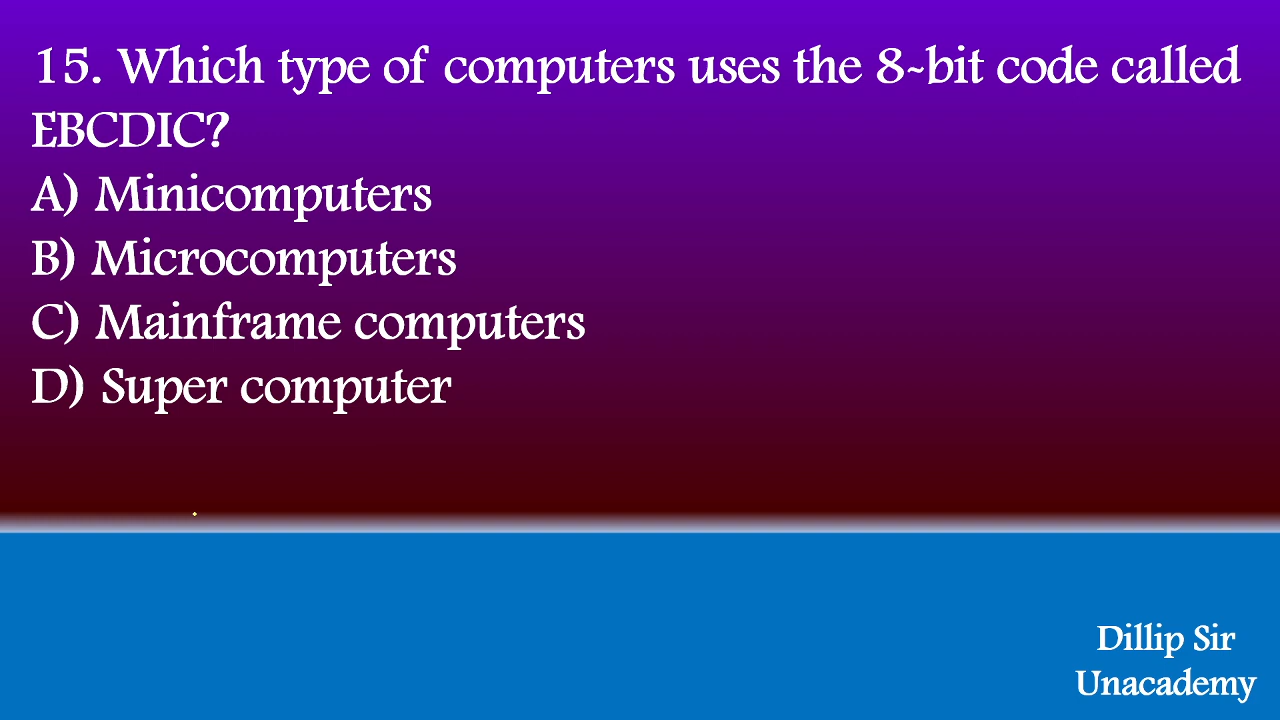 15. Which type of computers uses the 8-bit code called
EBCDIC?
A) Minicomputers
B) Microcomputers
C) Mainframe computers
D) Super computer
Dillip Sir
Unacademy